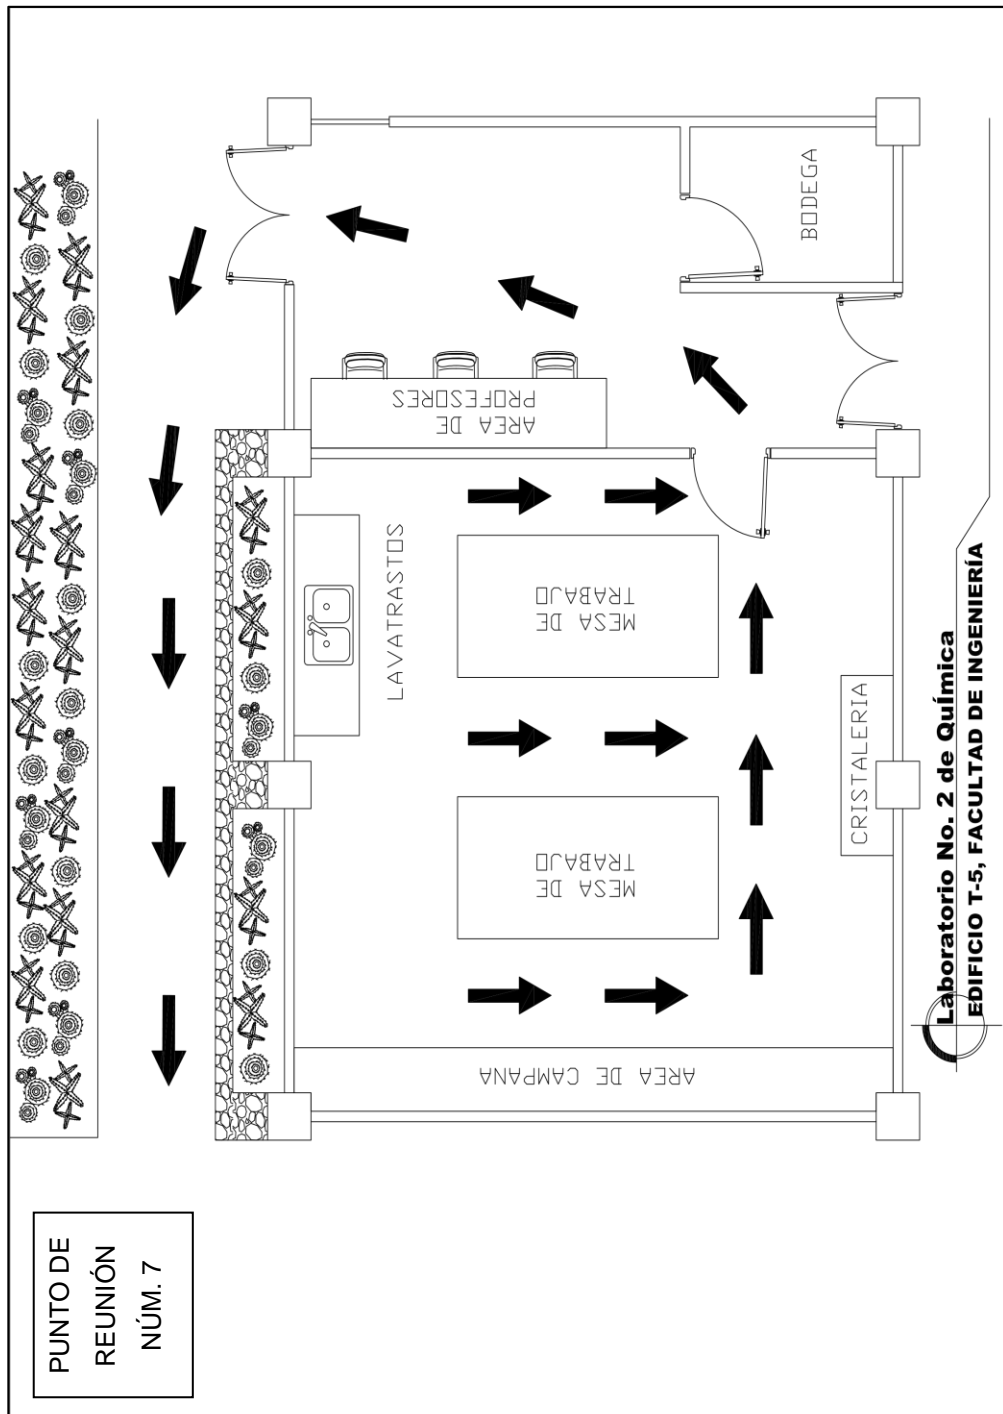 PUNTO DE
REUNIÓN
NÚM. 7
BODEGA
AREA DE
PROFESORES
LAVATRASTOS
MESA DE
TRABAJO
MESA DE
TRABAJO
CRISTALERIA
AREA DE CAMPANA
Laboratorio No. 2 de Química
EDIFICIO T-5, FACULTAD DE INGENIERÍA